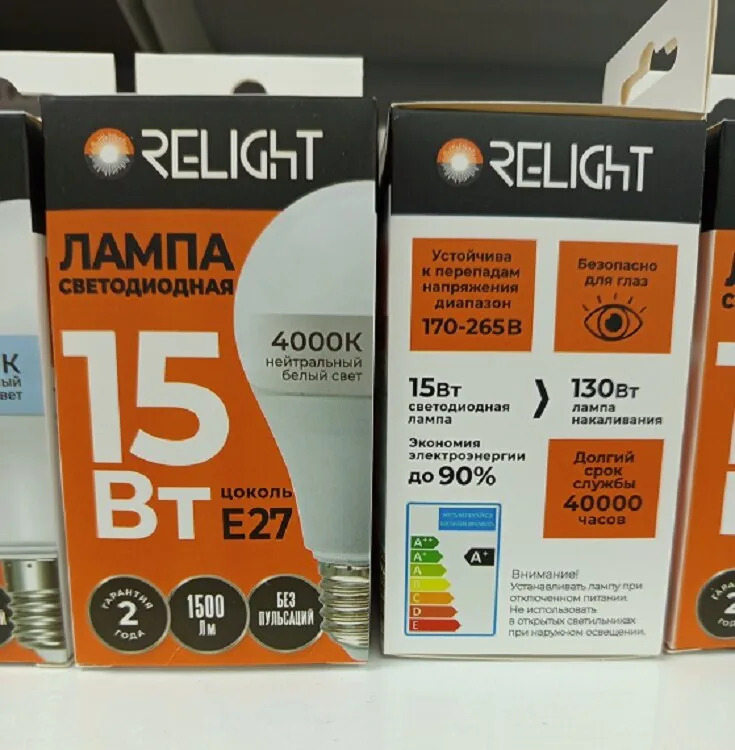 RELIGHT
ЛАМПА
СВЕТОДИОДНАЯ
15
Вт
4000К
нейтральный
белый свет
цоколь
E27
ГАРАНТИЯ
2
ГОДА
1500
Лм
БЕЗ
ПУЛЬСАЦИЙ
RELIGHT
Устойчива
к перепадам
напряжения
диапазон
170-265В
Безопасно
для глаз
15Вт
светодиодная
лампа
130Вт
лампа
накаливания
Экономия
электроэнергии
до 90%
Долгий
срок
службы
40000
часов
A++
A+
A
B
C
D
E
A+
Внимание!
Устанавливать лампу при
отключенном питании.
Не использовать
в открытых светильниках
при наружном освещении.
К